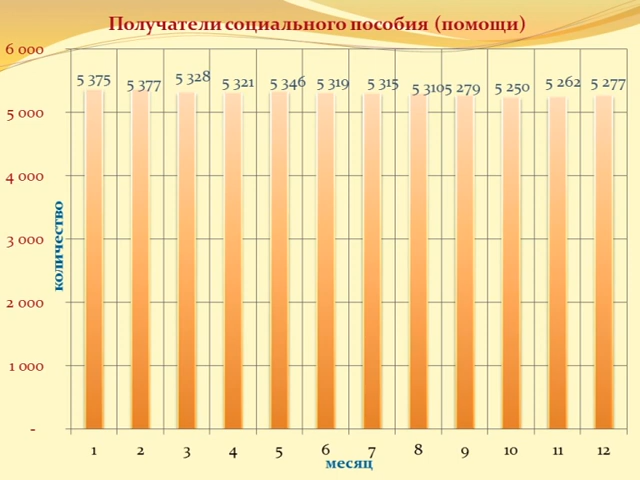 Получатели социального пособия (помощи)
6 000
5 375 5 377 5 328 5 321 5 346 5 319 5 315 5 310 5 279 5 250 5 262 5 277
5 000
4 000
3 000
2 000
1 000
-
количество
1 2 3 4 5 6 7 8 9 10 11 12
месяц